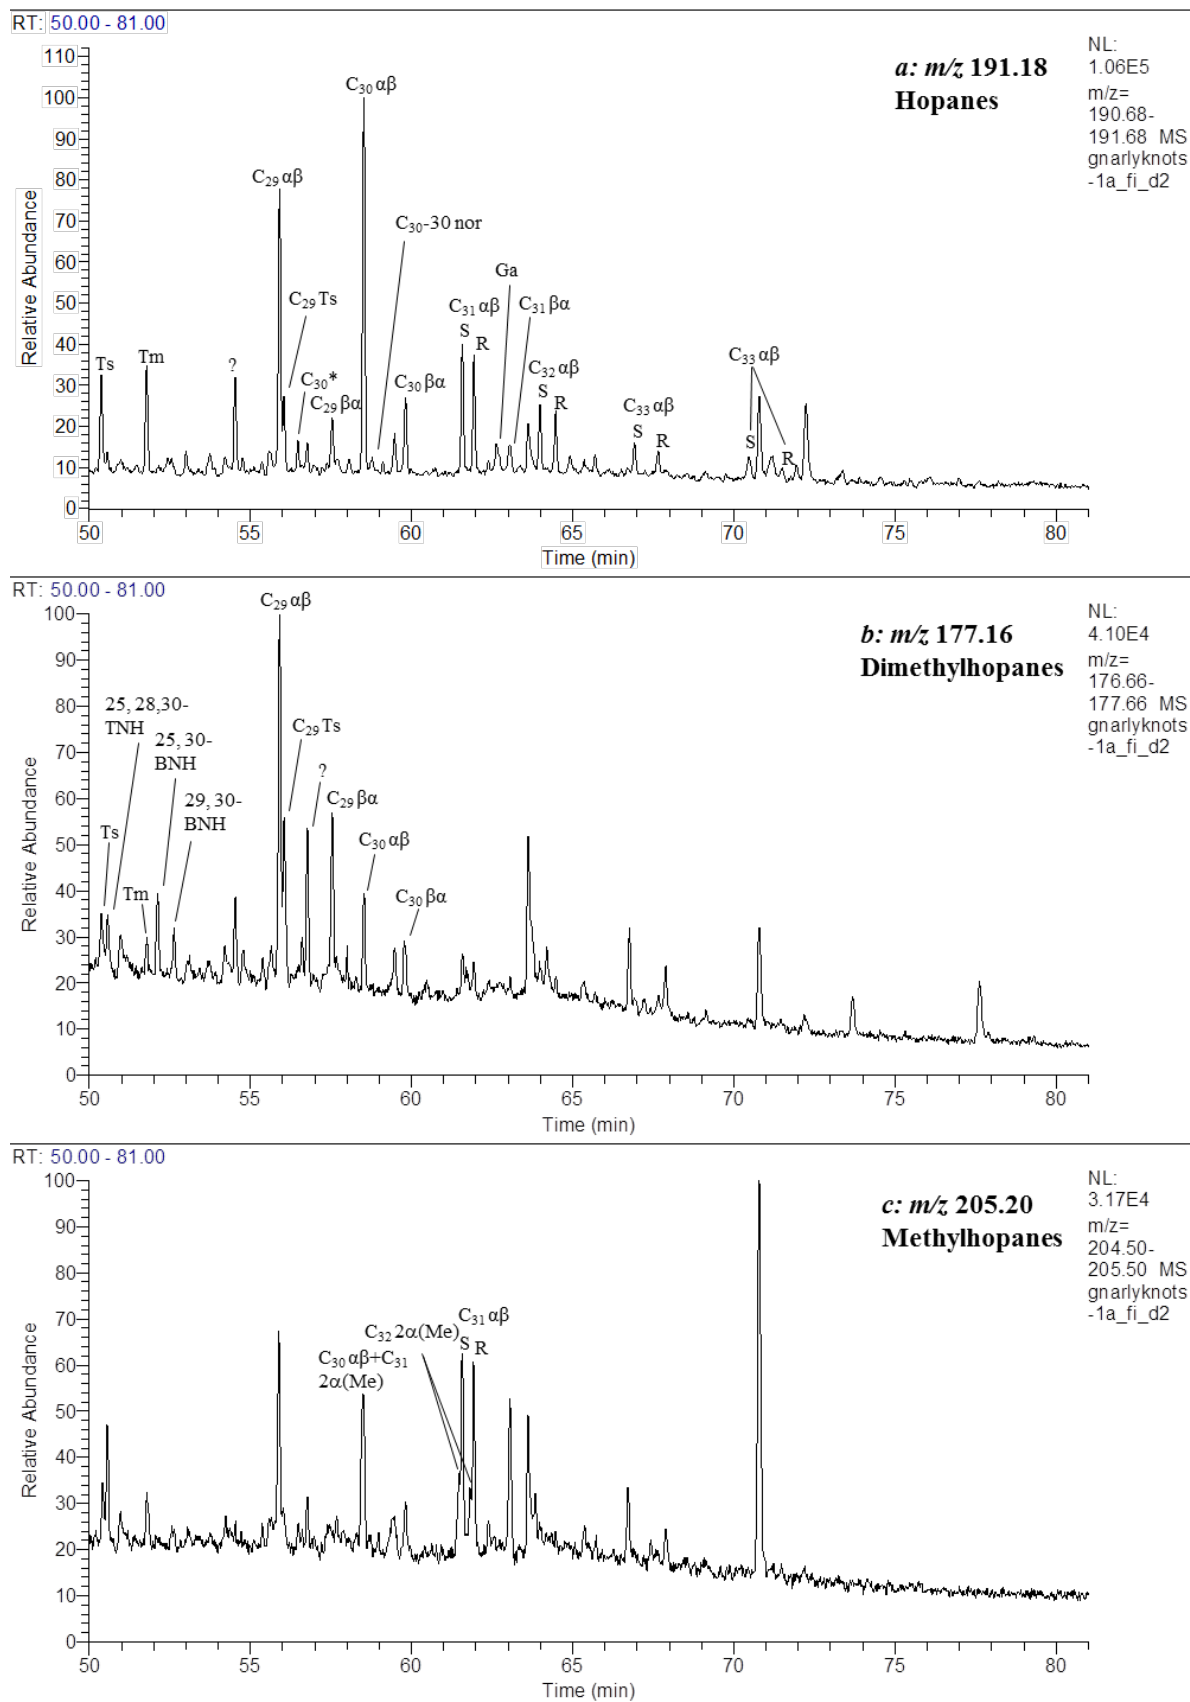 RT: 50.00 - 81.00
a: m/z 191.18
Hopanes
NL:
1.06E5
m/z=
190.68-
191.68 MS
gnarlyknots
-1a_fi_d2
110
100
90
80
70
60
50
40
30
20
10
0
Relative Abundance
C30 αβ
C29 αβ
C30-30 nor
Ga
C29 Ts
C31 αβ
S
R
C31 βα
Ts
Tm
?
C30*
C29 βα
C30 βα
C32 αβ
S
R
C33 αβ
S
R
C33 αβ
S
R
50 55 60 65 70 75 80
Time (min)
RT: 50.00 - 81.00
b: m/z 177.16
Dimethylhopanes
NL:
4.10E4
m/z=
176.66-
177.66 MS
gnarlyknots
-1a_fi_d2
100
90
80
70
60
50
40
30
20
10
0
Relative Abundance
C29 αβ
25, 28,30-
TNH
25, 30-
BNH
29, 30-
BNH
C29 Ts
?
C29 βα
Ts
Tm
C30 αβ
C30 βα
50 55 60 65 70 75 80
Time (min)
RT: 50.00 - 81.00
c: m/z 205.20
Methylhopanes
NL:
3.17E4
m/z=
204.50-
205.50 MS
gnarlyknots
-1a_fi_d2
100
90
80
70
60
50
40
30
20
10
0
Relative Abundance
C31 αβ
C32 2α(Me)
S
R
C30 αβ+C31
2α(Me)
50 55 60 65 70 75 80
Time (min)